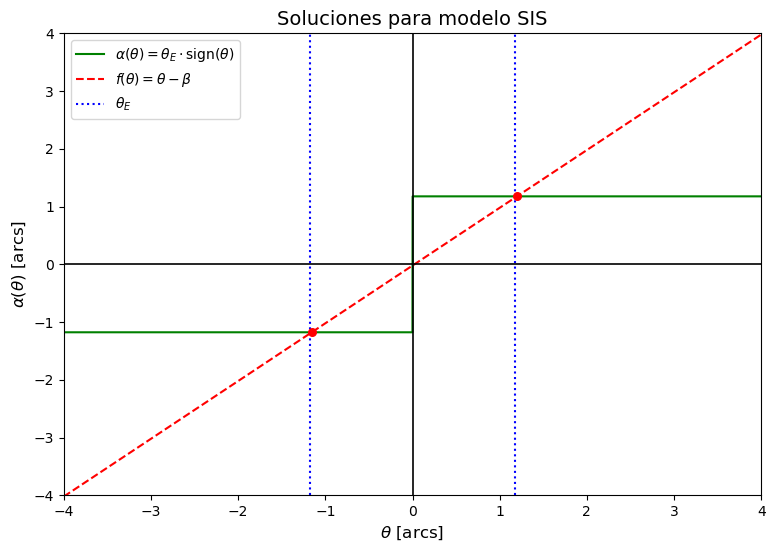 Soluciones para modelo SIS
α(θ) = θ_E · sign(θ)
f(θ) = θ − β
θ_E
α(θ) [arcs]
4
3
2
1
0
−1
−2
−3
−4
−4 −3 −2 −1 0 1 2 3 4
θ [arcs]